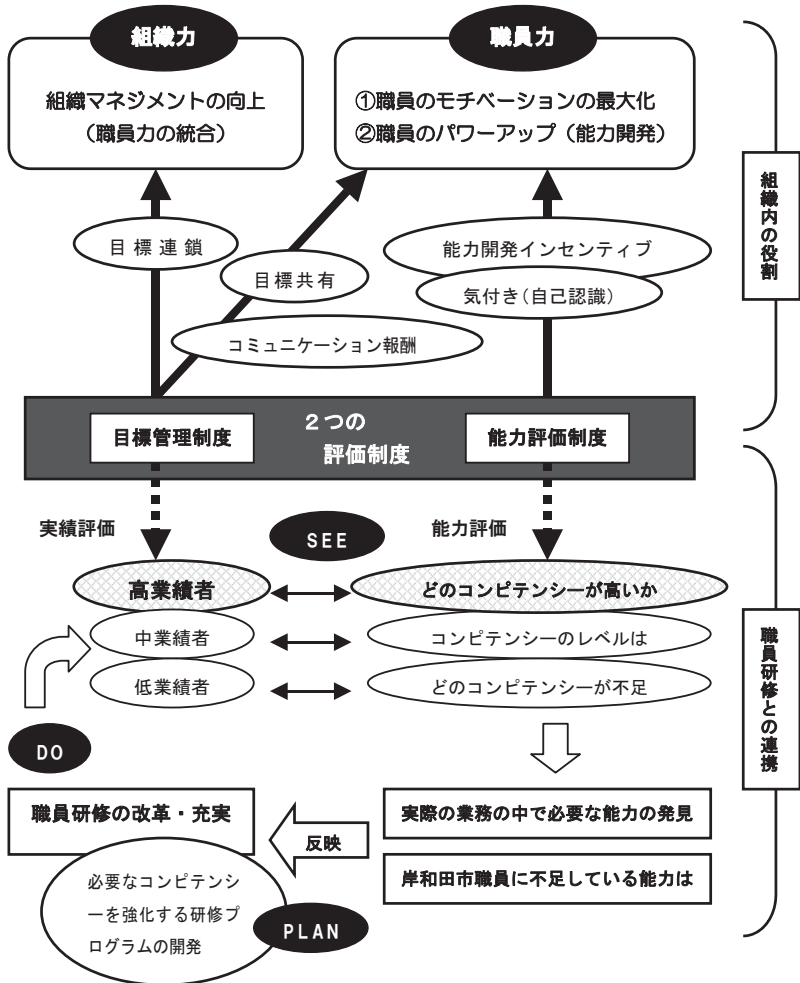 組織力
職員力
組織マネジメントの向上
（職員力の統合）
①職員のモチベーションの最大化
②職員のパワーアップ（能力開発）
組織内の役割
目標連鎖
目標共有
コミュニケーション報酬
能力開発インセンティブ
気付き（自己認識）
目標管理制度
２つの
評価制度
能力評価制度
実績評価
SEE
能力評価
高業績者
どのコンピテンシーが高いか
中業績者
コンピテンシーのレベルは
低業績者
どのコンピテンシーが不足
職員研修との連携
DO
職員研修の改革・充実
反映
実際の業務の中で必要な能力の発見
岸和田市職員に不足している能力は
必要なコンピテンシ
ーを強化する研修プ
ログラムの開発
PLAN